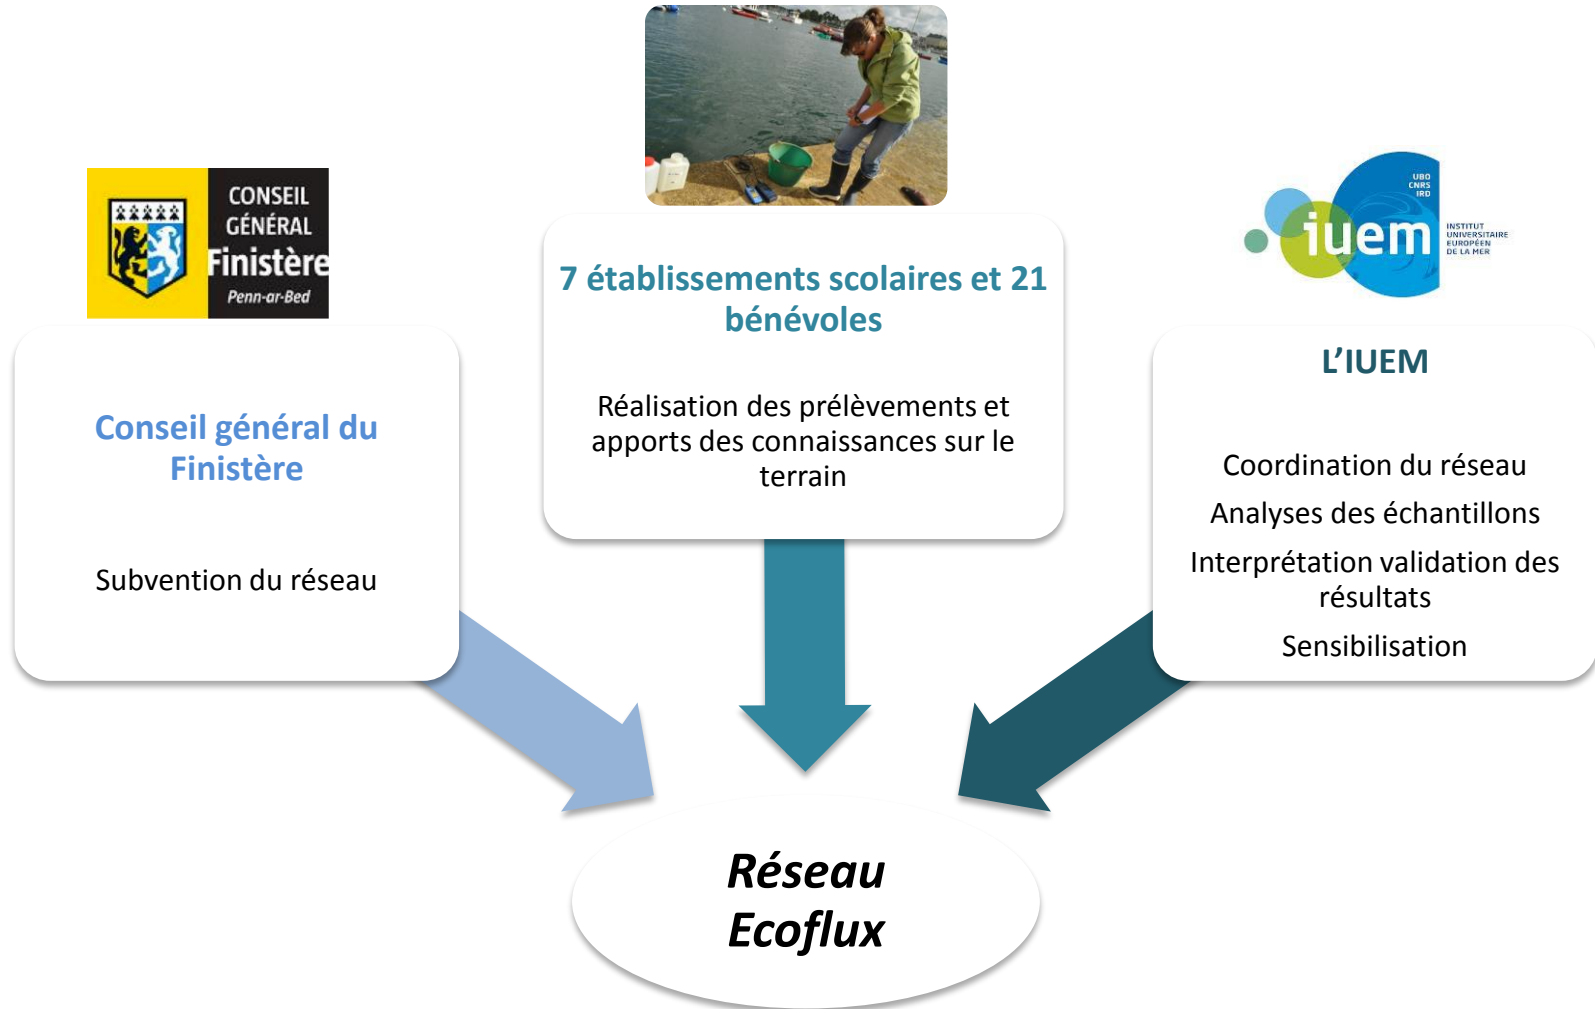 CONSEIL
GÉNÉRAL
Finistère
Penn-ar-Bed
Conseil général du
Finistère
Subvention du réseau
7 établissements scolaires et 21
bénévoles
Réalisation des prélèvements et
apports des connaissances sur le
terrain
UBO
CNRS
IRD
iuem
INSTITUT
UNIVERSITAIRE
EUROPÉEN
DE LA MER
L’IUEM
Coordination du réseau
Analyses des échantillons
Interprétation validation des
résultats
Sensibilisation
Réseau
Ecoflux